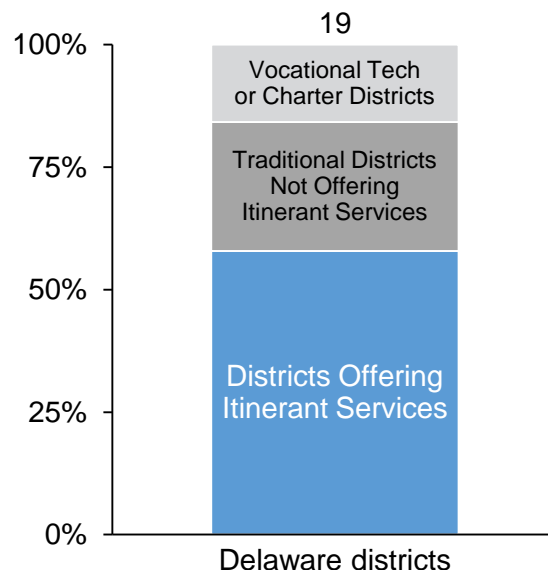 19
100%
Vocational Tech
or Charter Districts
75%
Traditional Districts
Not Offering
Itinerant Services
50%
Districts Offering
Itinerant Services
25%
0%
Delaware districts